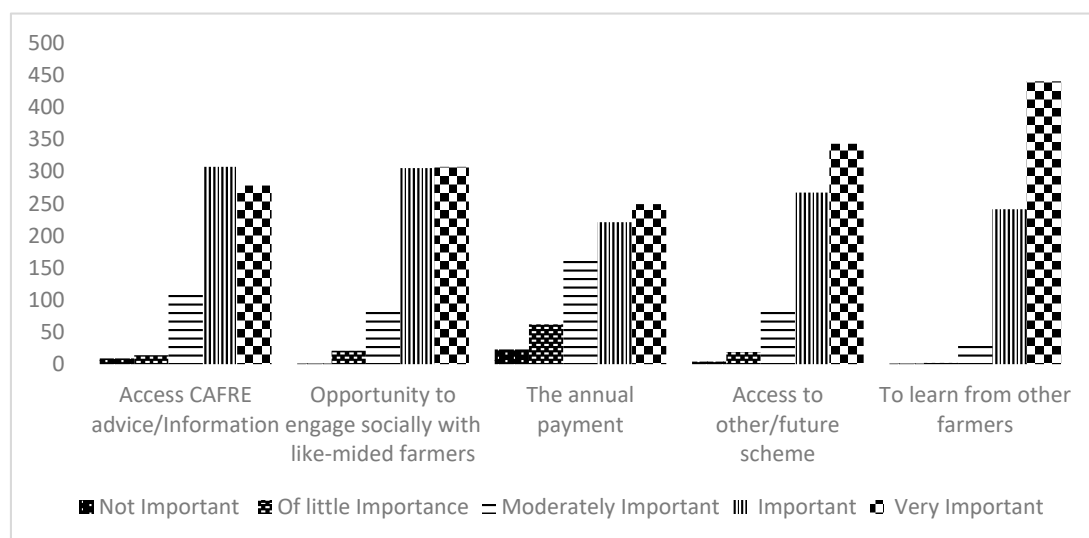 500
450
400
350
300
250
200
150
100
50
0
Access CAFRE
advice/Information
Opportunity to
engage socially with
like-mided farmers
The annual
payment
Access to
other/future
scheme
To learn from other
farmers
Not Important
Of little Importance
Moderately Important
Important
Very Important